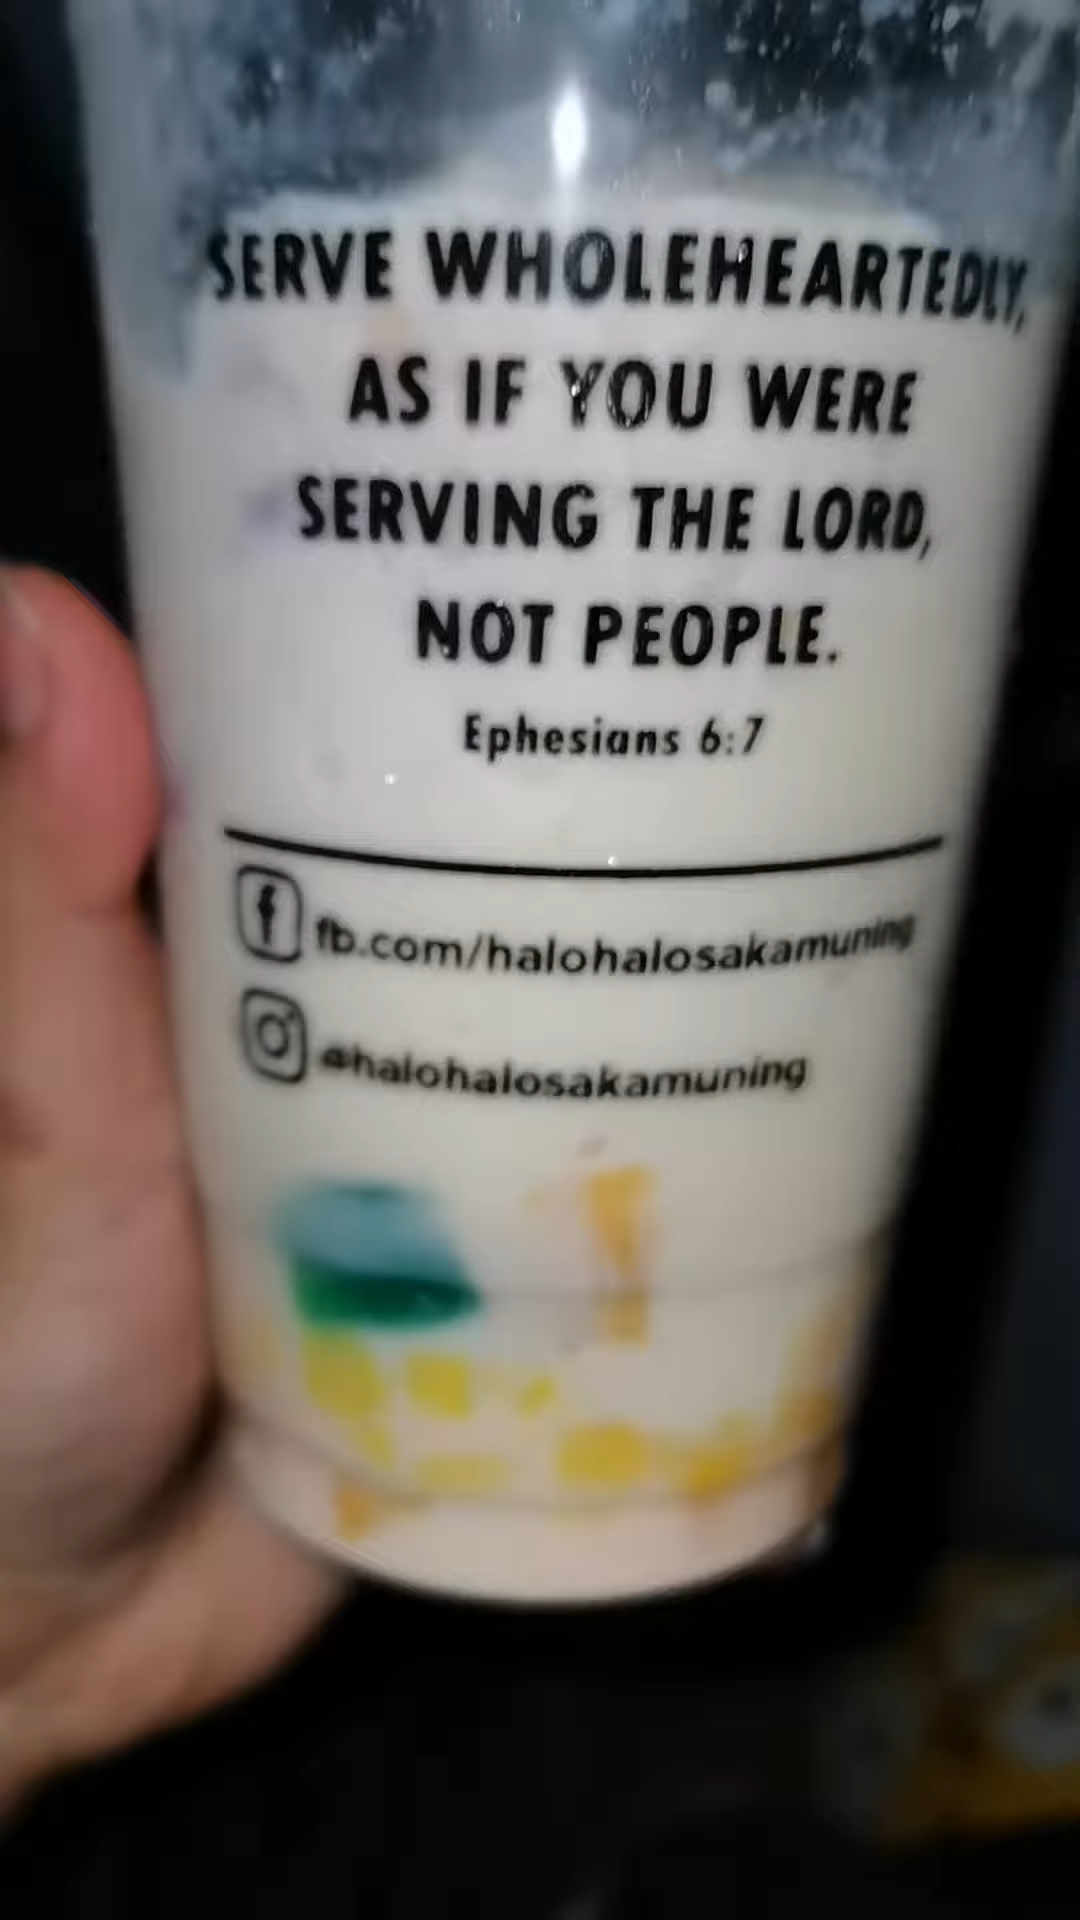 SERVE WHOLEHEARTEDLY,
AS IF YOU WERE
SERVING THE LORD,
NOT PEOPLE.
Ephesians 6:7
fb.com/halohalosakamuning
@halohalosakamuning